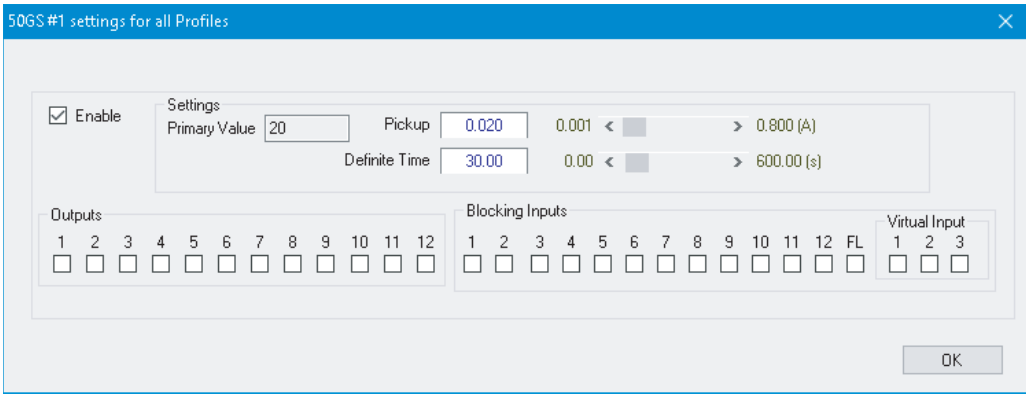 50GS #1 settings for all Profiles
Enable
Settings
Primary Value 20 Pickup 0.020 0.001 < > 0.800 (A)
Definite Time 30.00 0.00 < > 600.00 (s)
Outputs
1 2 3 4 5 6 7 8 9 10 11 12
Blocking Inputs
1 2 3 4 5 6 7 8 9 10 11 12 FL
Virtual Input
1 2 3
OK